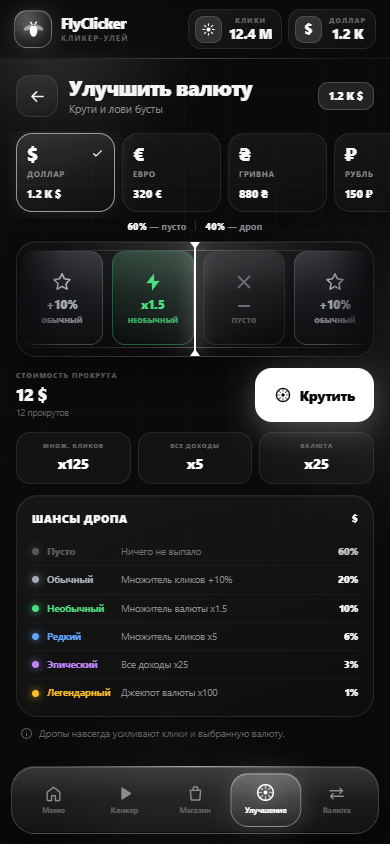 FlyClicker
КЛИКЕР-УЛЕЙ
КЛИКИ
12.4 M
$
ДОЛЛАР
1.2 K
Улучшить валюту
Крути и лови бусты
1.2 K $
$
ДОЛЛАР
1.2 K $
€
ЕВРО
320 €
₴
ГРИВНА
880 ₴
₽
РУБЛЬ
150 ₽
60% — пусто | 40% — дроп
+10%
ОБЫЧНЫЙ
x1.5
НЕОБЫЧНЫЙ
—
ПУСТО
+10%
ОБЫЧНЫЙ
СТОИМОСТЬ ПРОКРУТА
12 $
12 прокрутов
Крутить
МНОЖ. КЛИКОВ
x125
ВСЕ ДОХОДЫ
x5
ВАЛЮТА
x25
ШАНСЫ ДРОПА $
Пусто Ничего не выпало 60%
Обычный Множитель кликов +10% 20%
Необычный Множитель валюты x1.5 10%
Редкий Множитель кликов x5 6%
Эпический Все доходы x25 3%
Легендарный Джекпот валюты x100 1%
Дропы навсегда усиливают клики и выбранную валюту.
Меню Кликер Магазин Улучшение Валюта